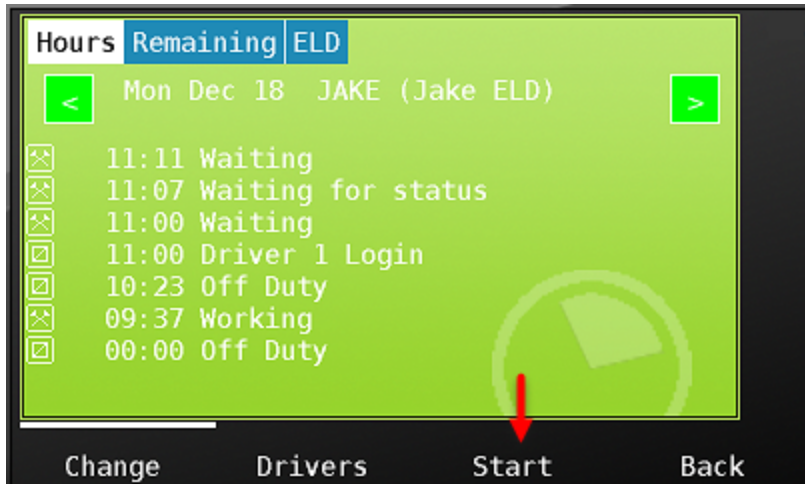 Hours Remaining ELD
< Mon Dec 18 JAKE (Jake ELD) >
11:11 Waiting
11:07 Waiting for status
11:00 Waiting
11:00 Driver 1 Login
10:23 Off Duty
09:37 Working
00:00 Off Duty
Change Drivers Start Back